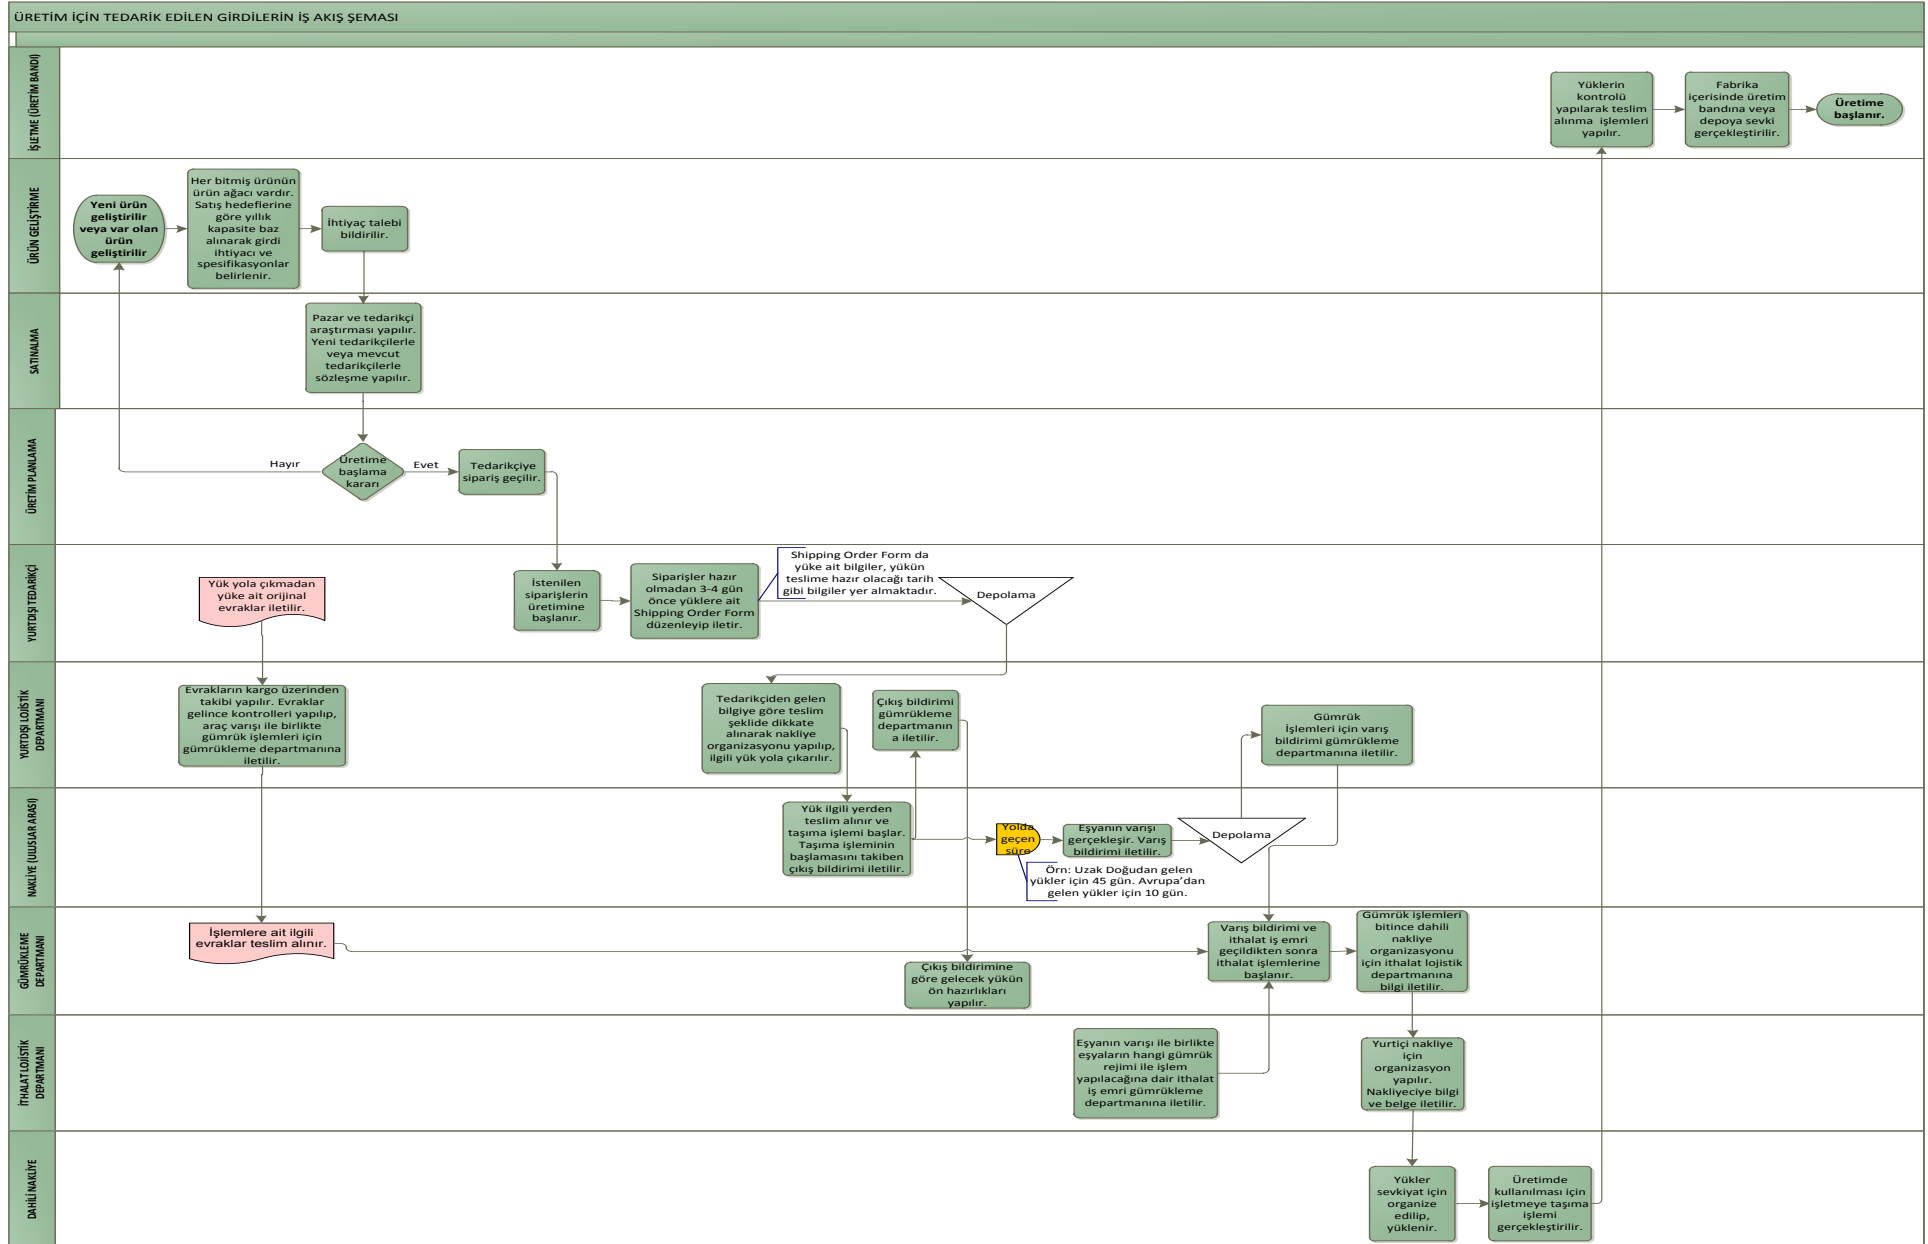 ÜRETİM İÇİN TEDARİK EDİLEN GİRDİLERİN İŞ AKIŞ ŞEMASI
İŞLETME (ÜRETİM BANDI)
Yüklerin
kontrolü
yapılarak teslim
alınma işlemleri
yapılır.
Fabrika
içerisinde üretim
bandına veya
depoya sevki
gerçekleştirilir.
Üretime
başlanır.
ÜRÜN GELİŞTİRME
Yeni ürün
geliştirilir
veya var olan
ürün
geliştirilir
Her bitmiş ürünün
ürün ağacı vardır.
Satış hedeflerine
göre yıllık
kapasite baz
alınarak girdi
ihtiyacı ve
spesifikasyonlar
belirlenir.
İhtiyaç talebi
bildirilir.
SATINALMA
Pazar ve tedarikçi
araştırması yapılır.
Yeni tedarikçilerle
veya mevcut
tedarikçilerle
sözleşme yapılır.
ÜRETİM PLANLAMA
Hayır
Üretime
başlama
kararı
Evet
Tedarikçiye
sipariş geçilir.
YURTDIŞI TEDARİKÇİ
Yük yola çıkmadan
yüke ait orijinal
evraklar iletilir.
İstenilen
siparişlerin
üretimine
başlanır.
Siparişler hazır
olmadan 3-4 gün
önce yüklere ait
Shipping Order Form
düzenleyip iletir.
Shipping Order Form da
yüke ait bilgiler, yükün
teslime hazır olacağı tarih
gibi bilgiler yer almaktadır.
Depolama
YURTDIŞI LOJİSTİK
DEPARTMANI
Evrakların kargo üzerinden
takibi yapılır. Evraklar
gelince kontrolleri yapılıp,
araç varışı ile birlikte
gümrük işlemleri için
gümrükleme departmanına
iletilir.
Tedarikçiden gelen
bilgiye göre teslim
şeklide dikkate
alınarak nakliye
organizasyonu yapılıp,
ilgili yük yola çıkarılır.
Çıkış bildirimi
gümrükleme
departmanın
a iletilir.
Gümrük
İşlemleri için varış
bildirimi gümrükleme
departmanına iletilir.
NAKLİYE (ULUSLAR ARASI)
Yük ilgili yerden
teslim alınır ve
taşıma işlemi başlar.
Taşıma işleminin
başlamasını takiben
çıkış bildirimi iletilir.
Yolda
geçen
süre
Eşyanın varışı
gerçekleşir. Varış
bildirimi iletilir.
Depolama
Örn: Uzak Doğudan gelen
yükler için 45 gün. Avrupa’dan
gelen yükler için 10 gün.
GÜMRÜKLEME
DEPARTMANI
İşlemlere ait ilgili
evraklar teslim alınır.
Çıkış bildirimine
göre gelecek yükün
ön hazırlıkları
yapılır.
Varış bildirimi ve
ithalat iş emri
geçildikten sonra
ithalat işlemlerine
başlanır.
Gümrük işlemleri
bitince dahili
nakliye
organizasyonu
için ithalat lojistik
departmanına
bilgi iletilir.
İTHALAT LOJİSTİK
DEPARTMANI
Eşyanın varışı ile birlikte
eşyaların hangi gümrük
rejimi ile işlem
yapılacağına dair ithalat
iş emri gümrükleme
departmanına iletilir.
Yurtiçi nakliye
için
organizasyon
yapılır.
Nakliyeciye bilgi
ve belge iletilir.
DAHİLİ NAKLİYE
Yükler
sevkiyat için
organize
edilip,
yüklenir.
Üretimde
kullanılması için
işletmeye taşıma
işlemi
gerçekleştirilir.